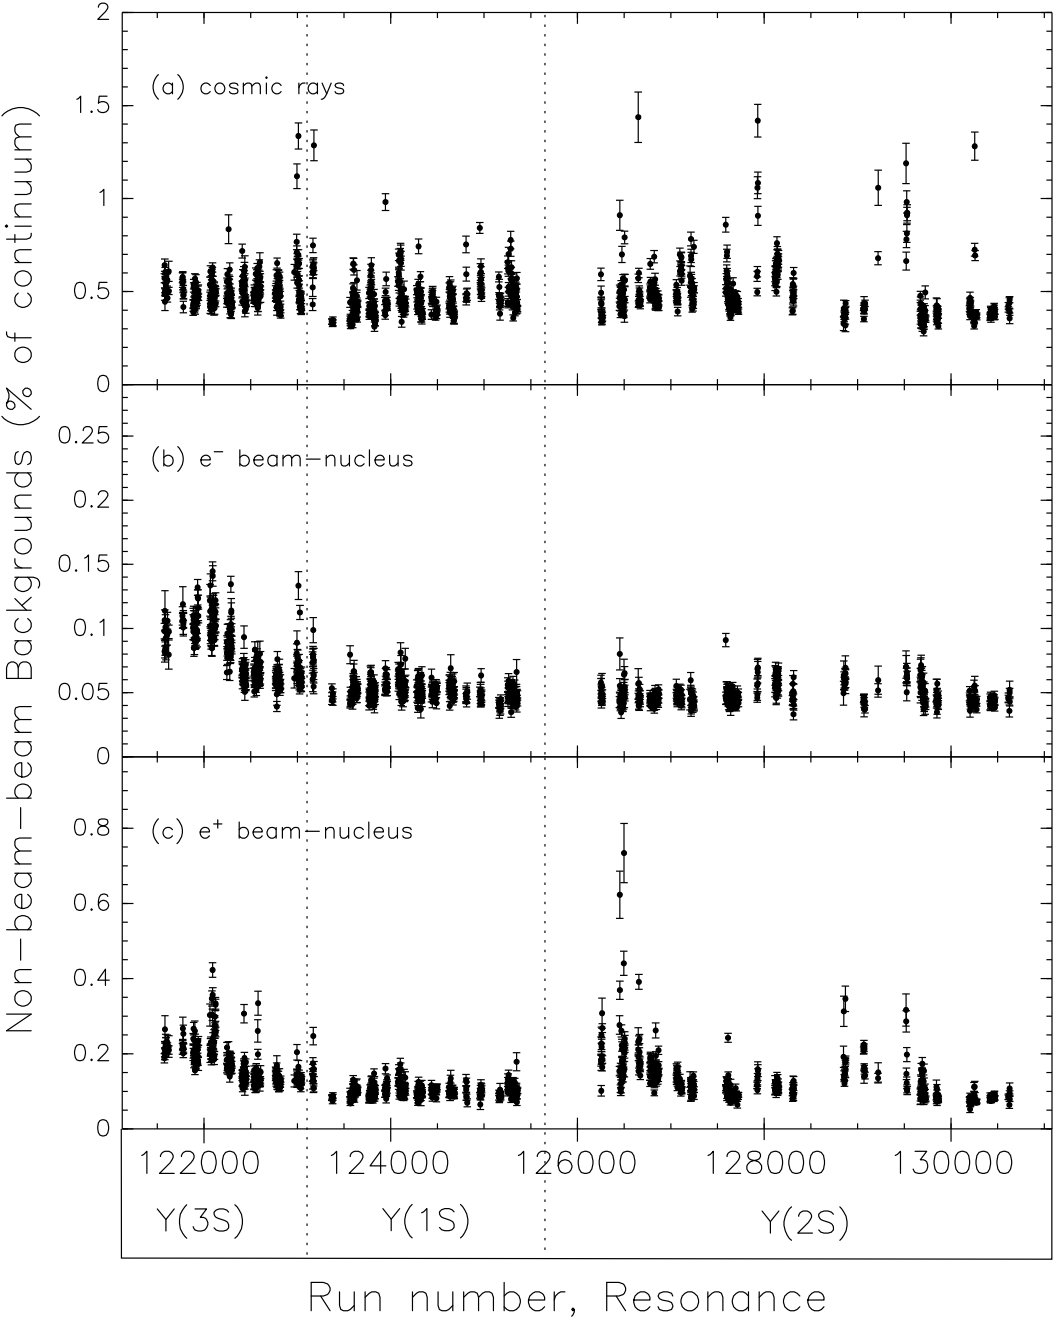 Non-beam-beam Backgrounds (% of continuum)
2
(a) cosmic rays
1.5
1
0.5
0
0.25
(b) e⁻ beam-nucleus
0.2
0.15
0.1
0.05
0
0.8
(c) e⁺ beam-nucleus
0.6
0.4
0.2
0
122000 124000 126000 128000 130000
Υ(3S) Υ(1S) Υ(2S)
Run number, Resonance